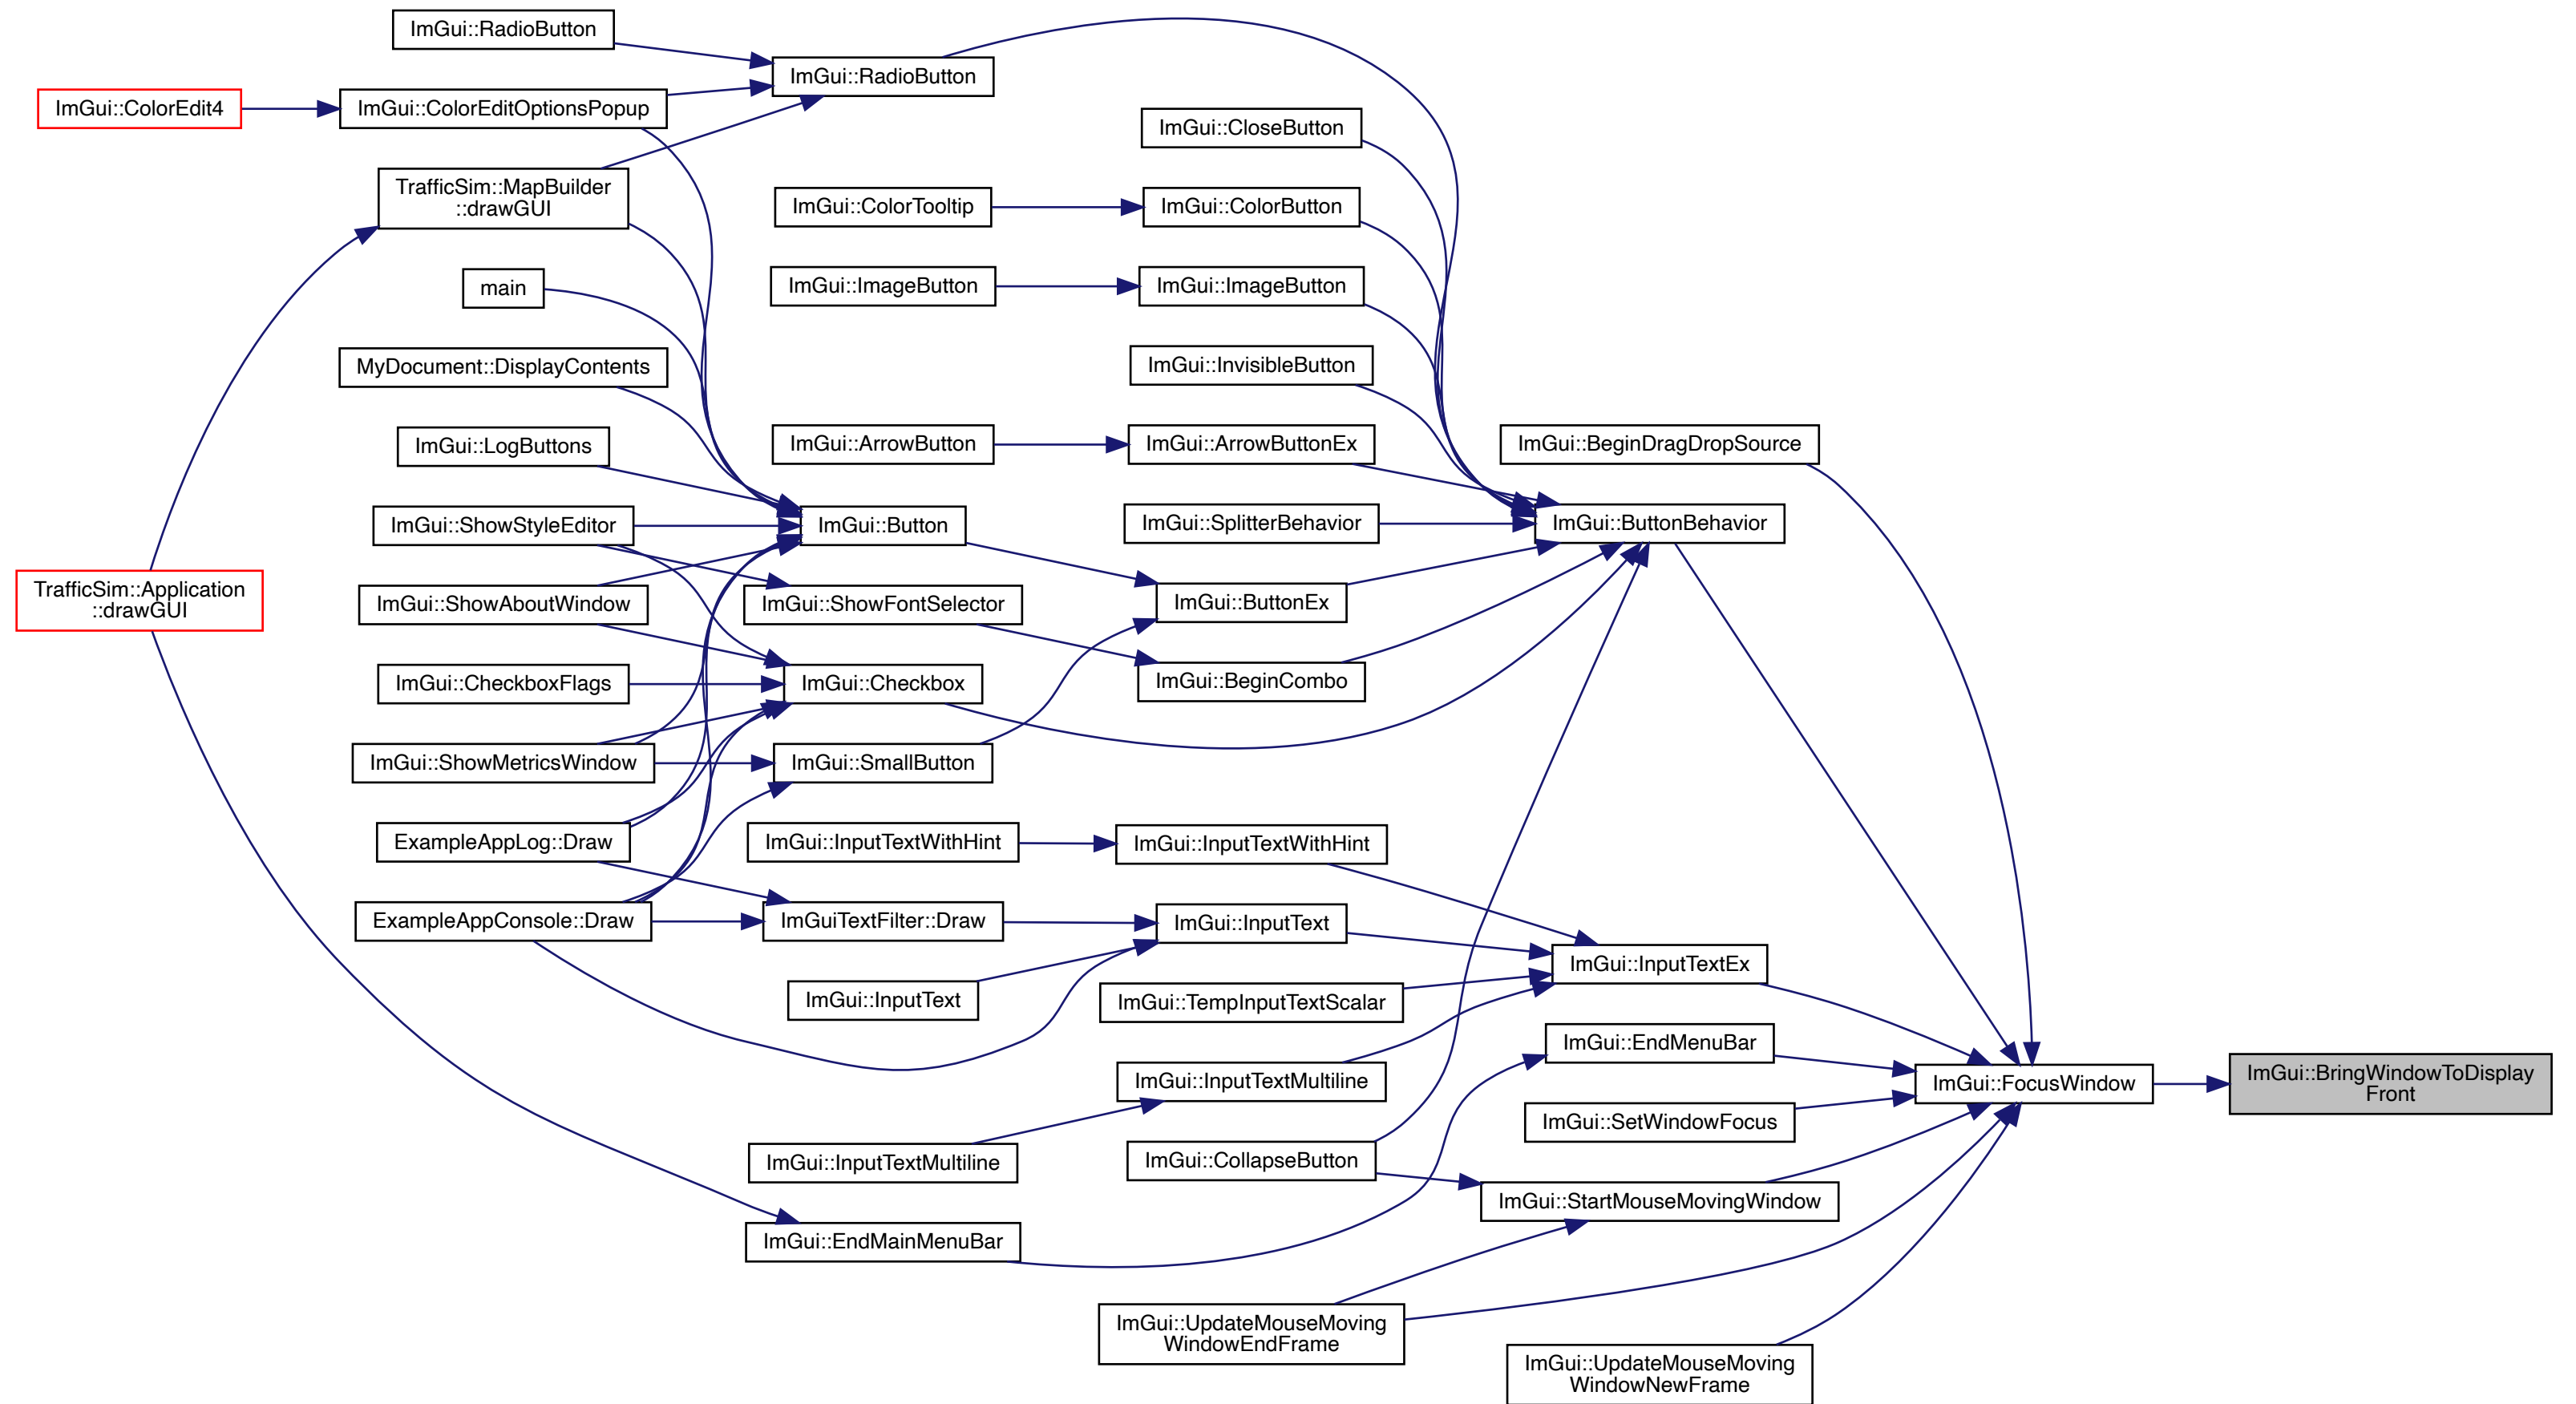 ImGui::RadioButton
ImGui::RadioButton
ImGui::ColorEdit4
ImGui::ColorEditOptionsPopup
ImGui::CloseButton
TrafficSim::MapBuilder
::drawGUI
ImGui::ColorTooltip
ImGui::ColorButton
main
ImGui::ImageButton
ImGui::ImageButton
MyDocument::DisplayContents
ImGui::InvisibleButton
ImGui::LogButtons
ImGui::ArrowButton
ImGui::ArrowButtonEx
ImGui::BeginDragDropSource
ImGui::ShowStyleEditor
ImGui::Button
ImGui::SplitterBehavior
ImGui::ButtonBehavior
TrafficSim::Application
::drawGUI
ImGui::ShowAboutWindow
ImGui::ShowFontSelector
ImGui::ButtonEx
ImGui::CheckboxFlags
ImGui::Checkbox
ImGui::BeginCombo
ImGui::ShowMetricsWindow
ImGui::SmallButton
ExampleAppLog::Draw
ImGui::InputTextWithHint
ImGui::InputTextWithHint
ExampleAppConsole::Draw
ImGuiTextFilter::Draw
ImGui::InputText
ImGui::InputTextEx
ImGui::InputText
ImGui::TempInputTextScalar
ImGui::EndMenuBar
ImGui::InputTextMultiline
ImGui::FocusWindow
ImGui::BringWindowToDisplay
Front
ImGui::SetWindowFocus
ImGui::InputTextMultiline
ImGui::CollapseButton
ImGui::StartMouseMovingWindow
ImGui::EndMainMenuBar
ImGui::UpdateMouseMoving
WindowEndFrame
ImGui::UpdateMouseMoving
WindowNewFrame